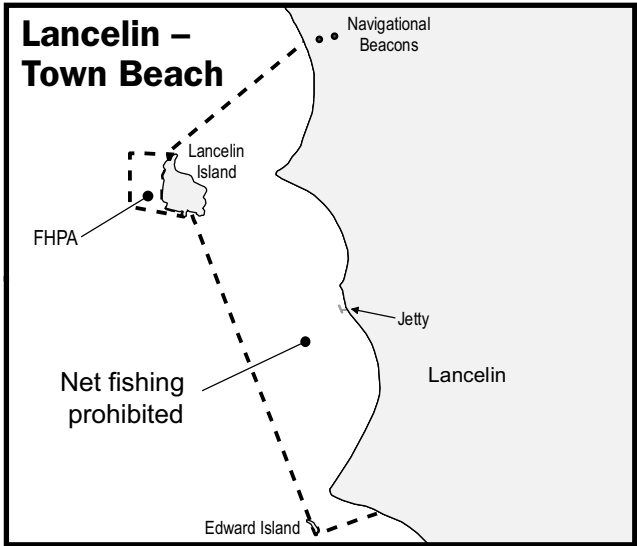 Lancelin –
Town Beach
Navigational
Beacons
Lancelin
Island
FHPA
Jetty
Net fishing
prohibited
Lancelin
Edward Island